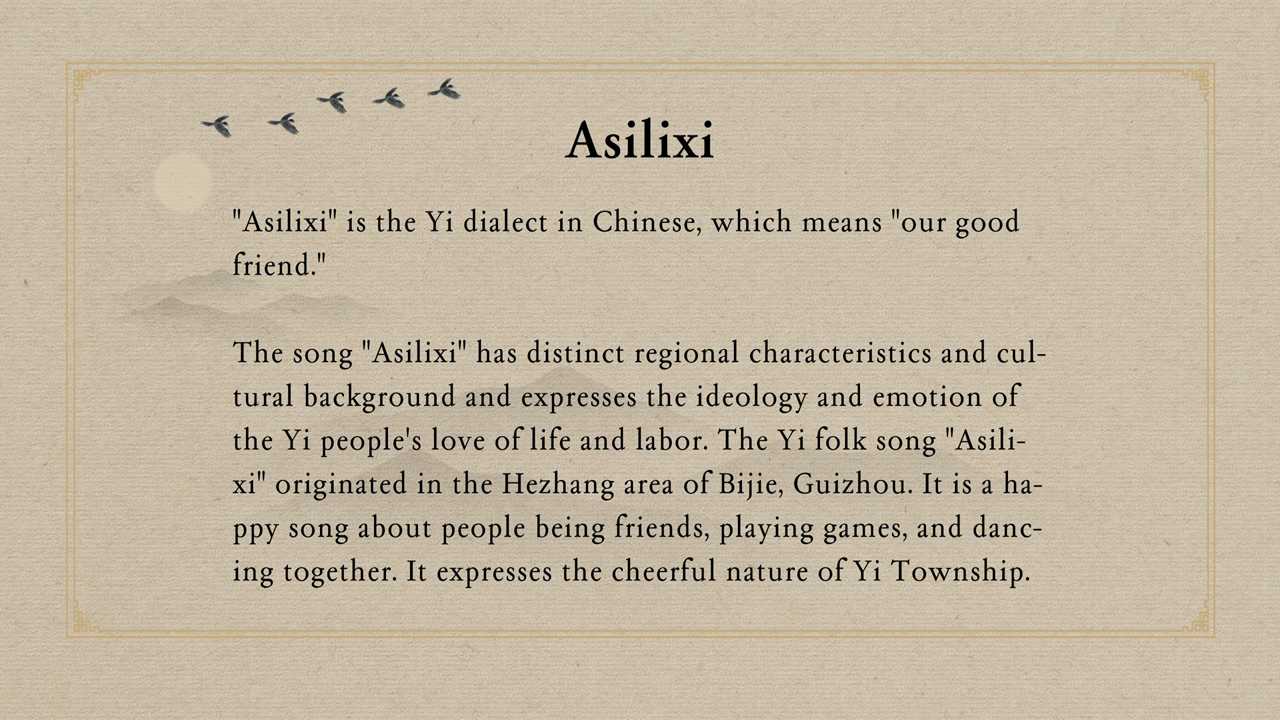 Asilixi
"Asilixi" is the Yi dialect in Chinese, which means "our good
friend."
The song "Asilixi" has distinct regional characteristics and cul-
tural background and expresses the ideology and emotion of
the Yi people's love of life and labor. The Yi folk song "Asili-
xi" originated in the Hezhang area of Bijie, Guizhou. It is a ha-
ppy song about people being friends, playing games, and danc-
ing together. It expresses the cheerful nature of Yi Township.